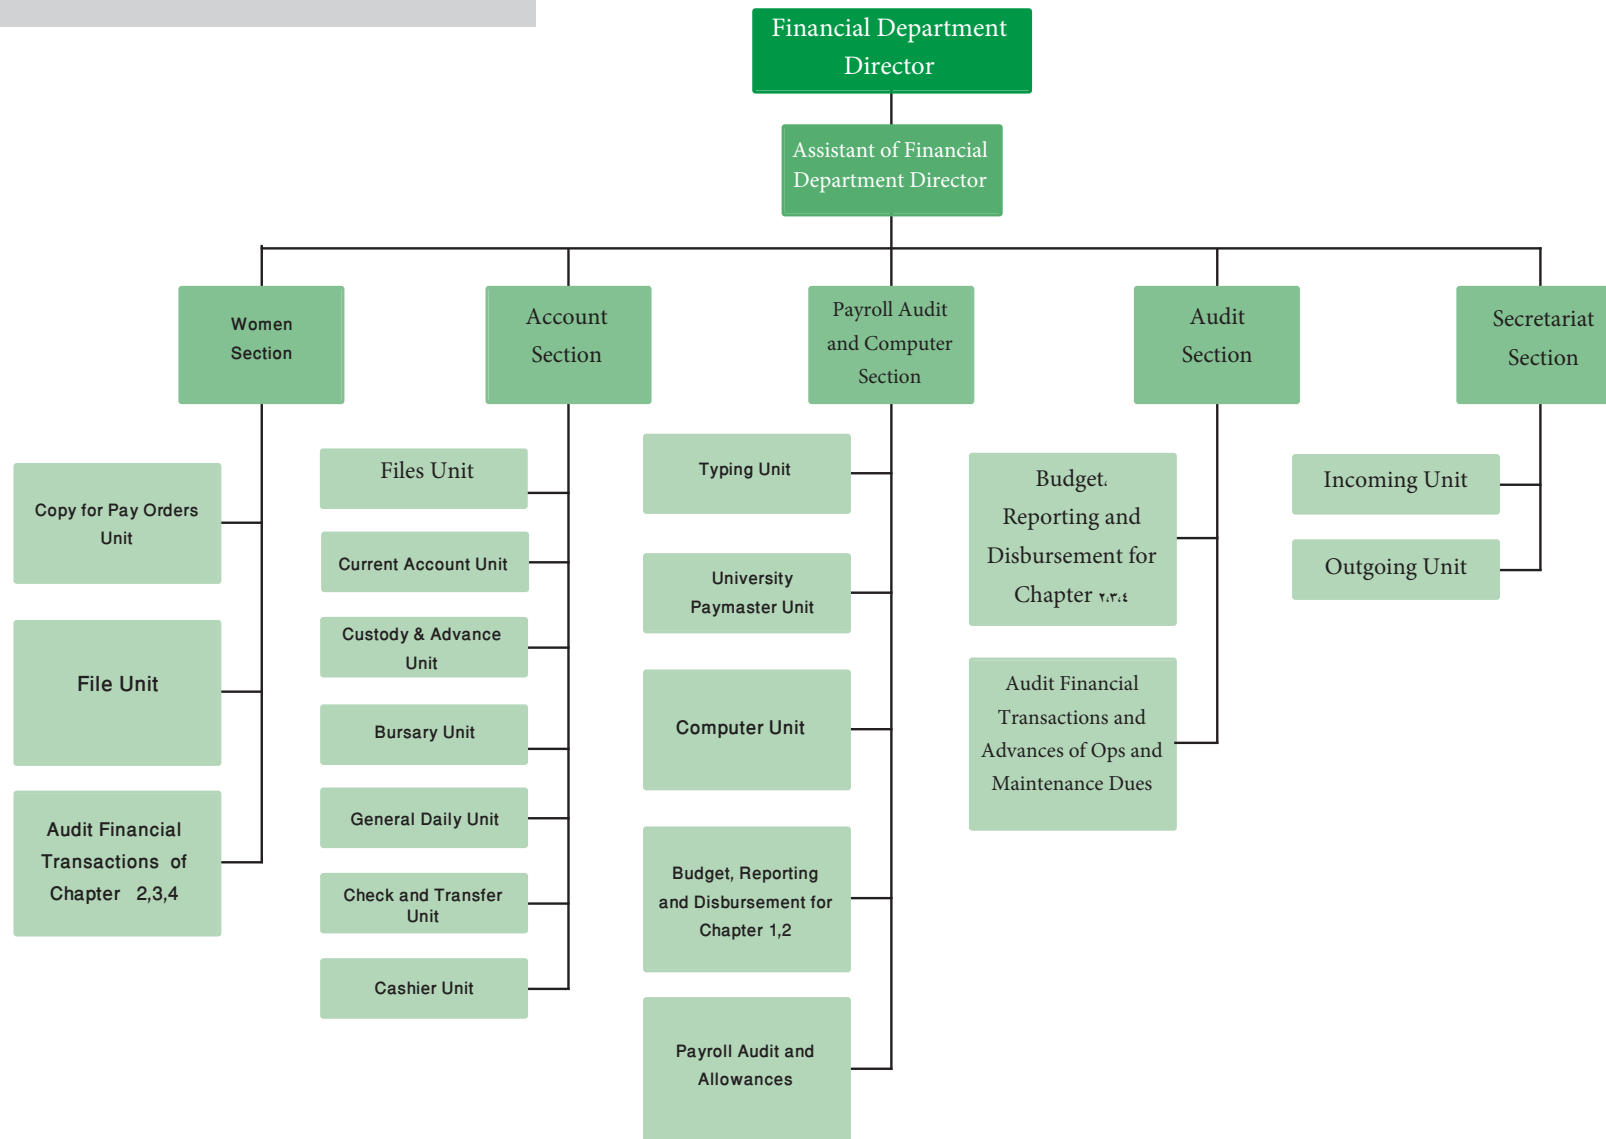 Financial Department
Director
Assistant of Financial
Department Director
Women
Section
Account
Section
Payroll Audit
and Computer
Section
Audit
Section
Secretariat
Section
Copy for Pay Orders
Unit
File Unit
Audit Financial
Transactions of
Chapter 2,3,4
Files Unit
Current Account Unit
Custody & Advance
Unit
Bursary Unit
General Daily Unit
Check and Transfer
Unit
Cashier Unit
Typing Unit
University
Paymaster Unit
Computer Unit
Budget, Reporting
and Disbursement for
Chapter 1,2
Payroll Audit and
Allowances
Budget،
Reporting and
Disbursement for
Chapter ٢،٣،٤
Audit Financial
Transactions and
Advances of Ops and
Maintenance Dues
Incoming Unit
Outgoing Unit